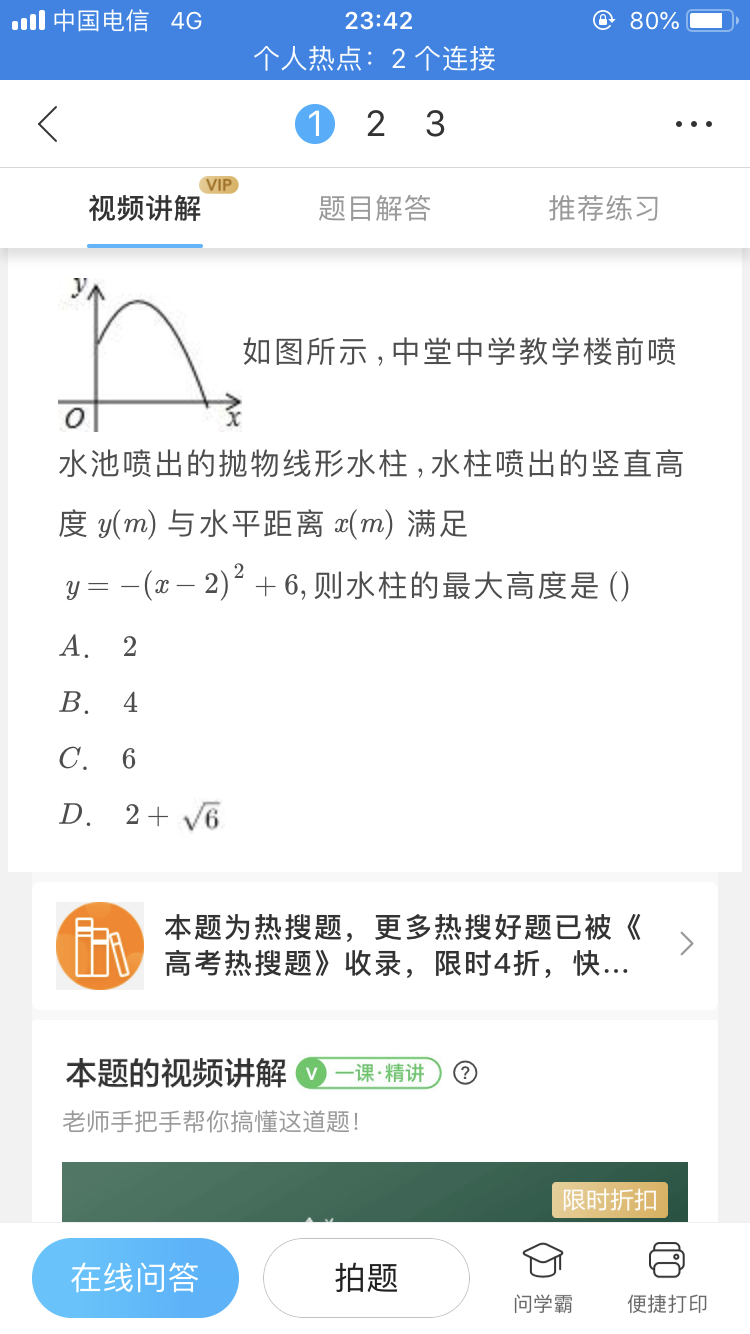 中国电信 4G 23:42 80%
个人热点：2 个连接
1 2 3
视频讲解 VIP 题目解答 推荐练习
y
O x
如图所示,中堂中学教学楼前喷
水池喷出的抛物线形水柱,水柱喷出的竖直高
度 y(m) 与水平距离 x(m) 满足
y = −(x − 2)² + 6,则水柱的最大高度是 ()
A. 2
B. 4
C. 6
D. 2 + √6
本题为热搜题，更多热搜好题已被《
高考热搜题》收录，限时4折，快...
本题的视频讲解 V 一课·精讲 ?
老师手把手帮你搞懂这道题！
限时折扣
在线问答 拍题 问学霸 便捷打印